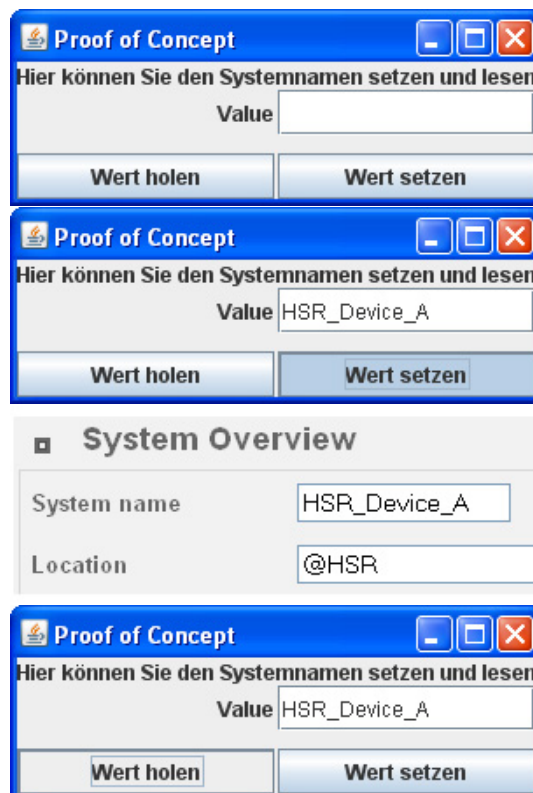 Proof of Concept
Hier können Sie den Systemnamen setzen und lesen
Value
Wert holen Wert setzen
Proof of Concept
Hier können Sie den Systemnamen setzen und lesen
Value HSR_Device_A
Wert holen Wert setzen
System Overview
System name HSR_Device_A
Location @HSR
Proof of Concept
Hier können Sie den Systemnamen setzen und lesen
Value HSR_Device_A
Wert holen Wert setzen